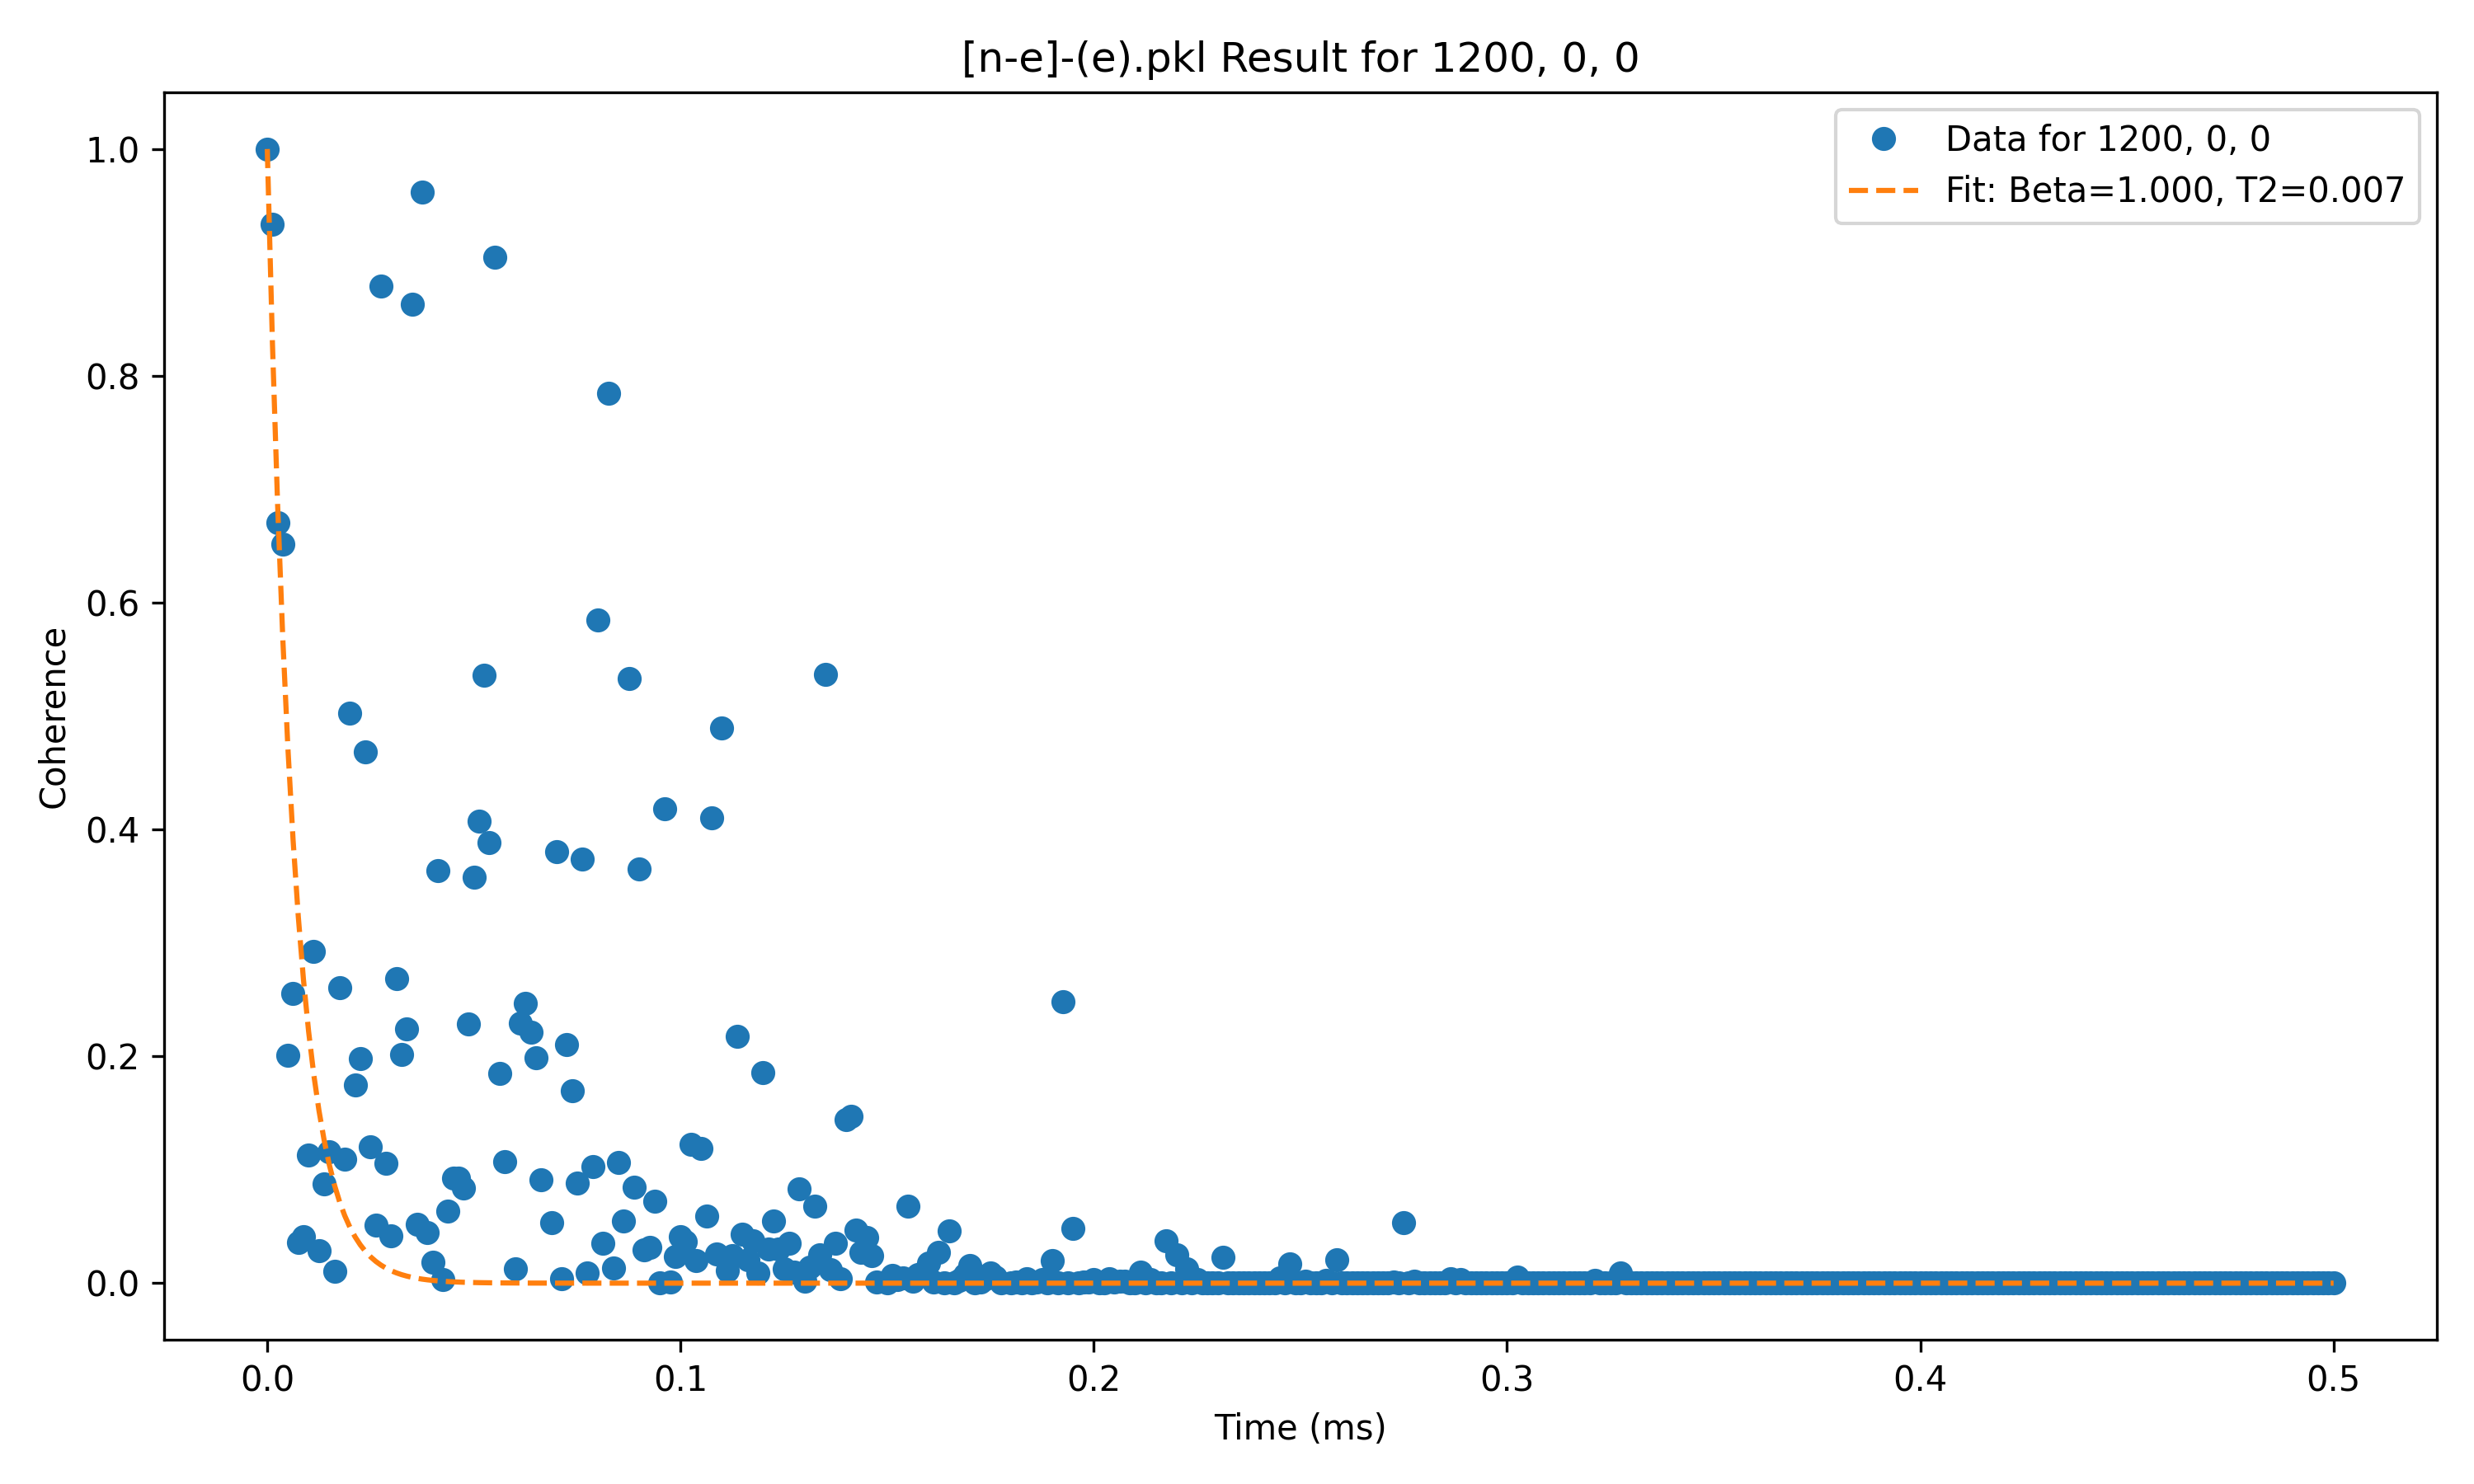 [n-e]-(e).pkl Result for 1200, 0, 0
Data for 1200, 0, 0
Fit: Beta=1.000, T2=0.007
Coherence
1.0
0.8
0.6
0.4
0.2
0.0
0.0 0.1 0.2 0.3 0.4 0.5
Time (ms)